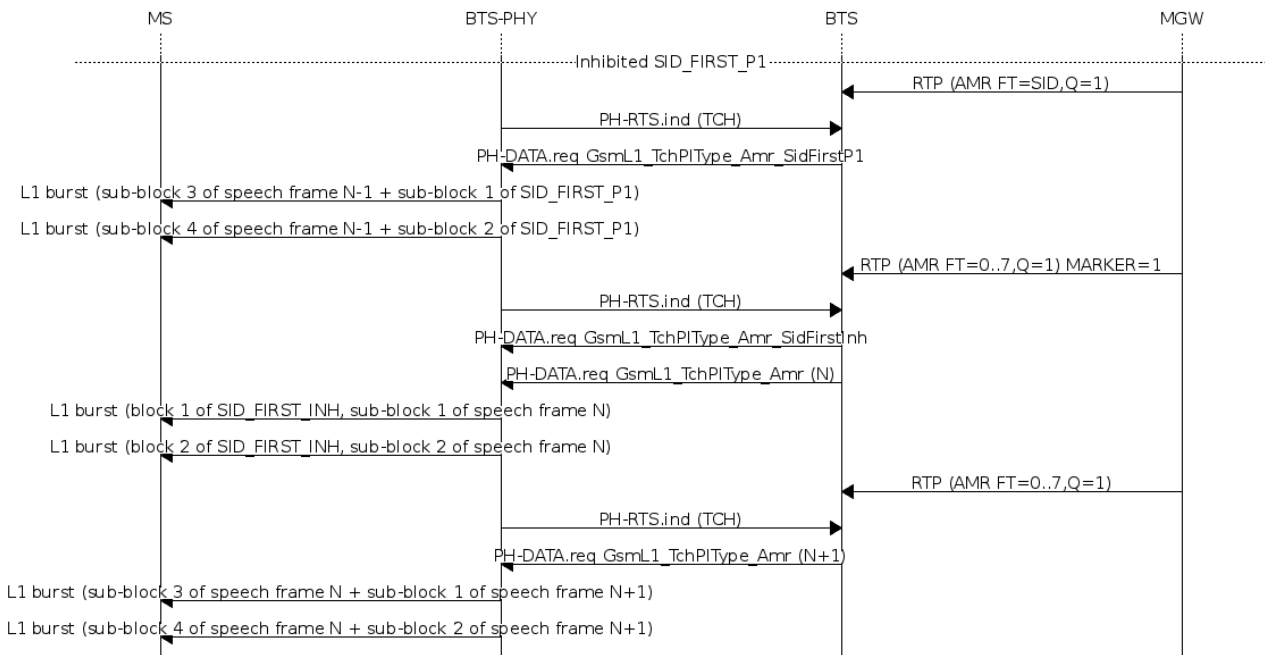 MS BTS-PHY BTS MGW
Inhibited SID_FIRST_P1
RTP (AMR FT=SID,Q=1)
PH-RTS.ind (TCH)
PH-DATA.req GsmL1_TchPlType_Amr_SidFirstP1
L1 burst (sub-block 3 of speech frame N-1 + sub-block 1 of SID_FIRST_P1)
L1 burst (sub-block 4 of speech frame N-1 + sub-block 2 of SID_FIRST_P1)
RTP (AMR FT=0..7,Q=1) MARKER=1
PH-RTS.ind (TCH)
PH-DATA.req GsmL1_TchPlType_Amr_SidFirstInh
PH-DATA.req GsmL1_TchPlType_Amr (N)
L1 burst (block 1 of SID_FIRST_INH, sub-block 1 of speech frame N)
L1 burst (block 2 of SID_FIRST_INH, sub-block 2 of speech frame N)
RTP (AMR FT=0..7,Q=1)
PH-RTS.ind (TCH)
PH-DATA.req GsmL1_TchPlType_Amr (N+1)
L1 burst (sub-block 3 of speech frame N + sub-block 1 of speech frame N+1)
L1 burst (sub-block 4 of speech frame N + sub-block 2 of speech frame N+1)